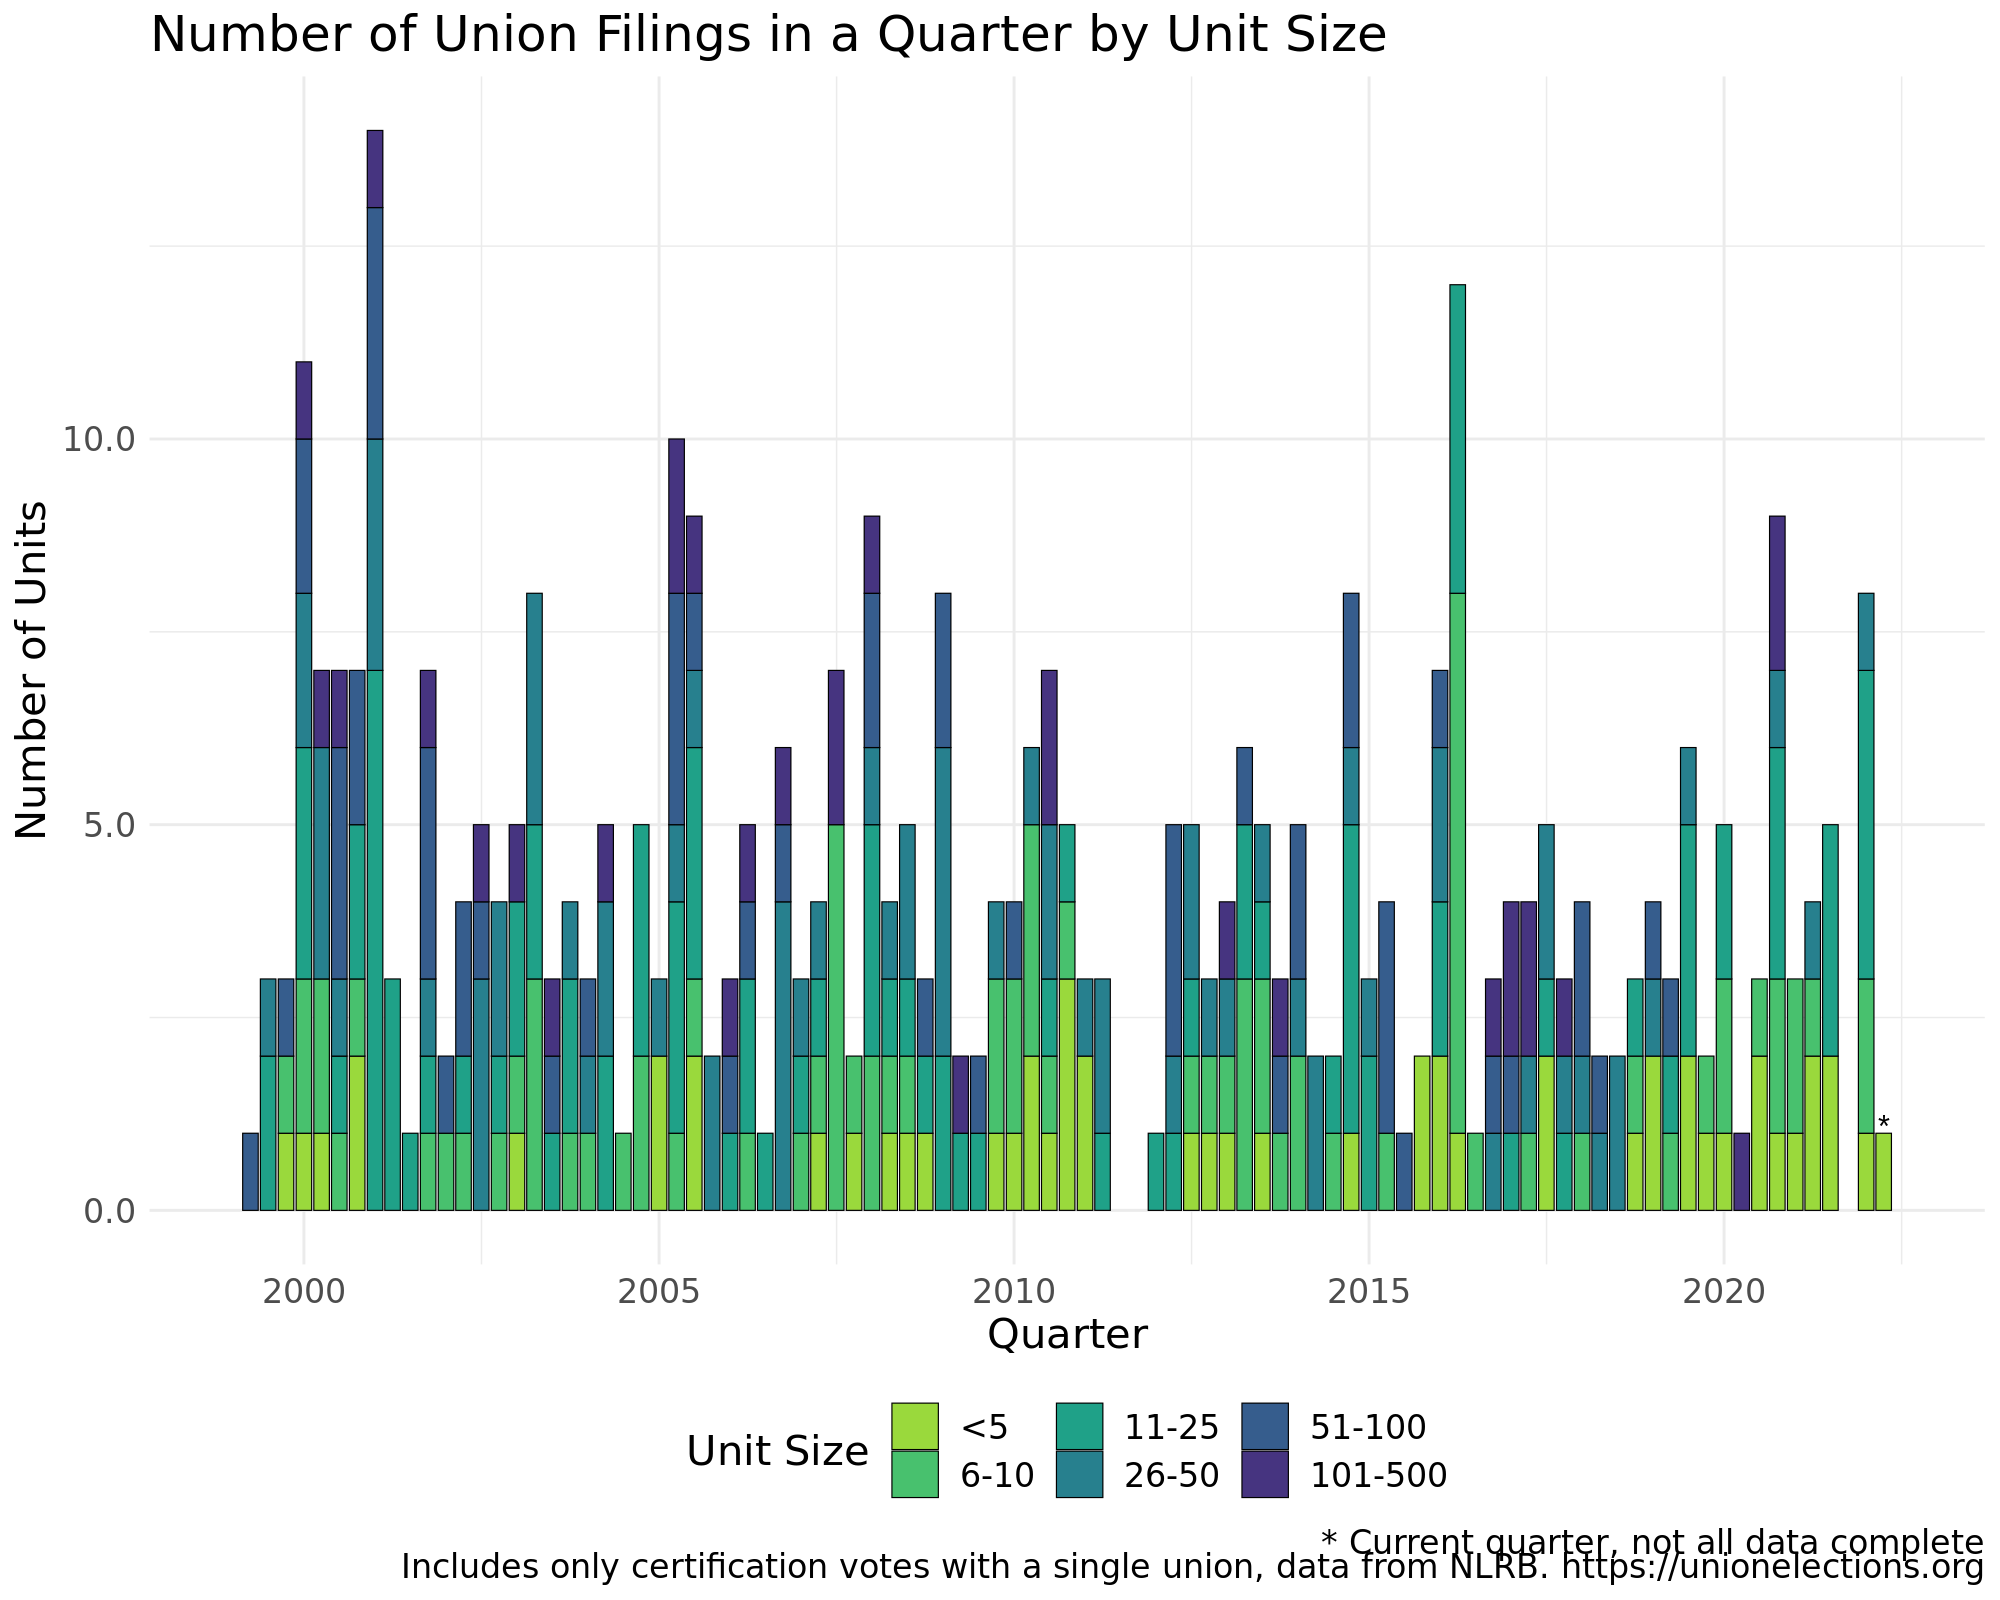 Number of Union Filings in a Quarter by Unit Size
Number of Units
10.0
5.0
0.0
*
2000 2005 2010 2015 2020
Quarter
Unit Size
<5 11-25 51-100
6-10 26-50 101-500
* Current quarter, not all data complete
Includes only certification votes with a single union, data from NLRB. https://unionelections.org